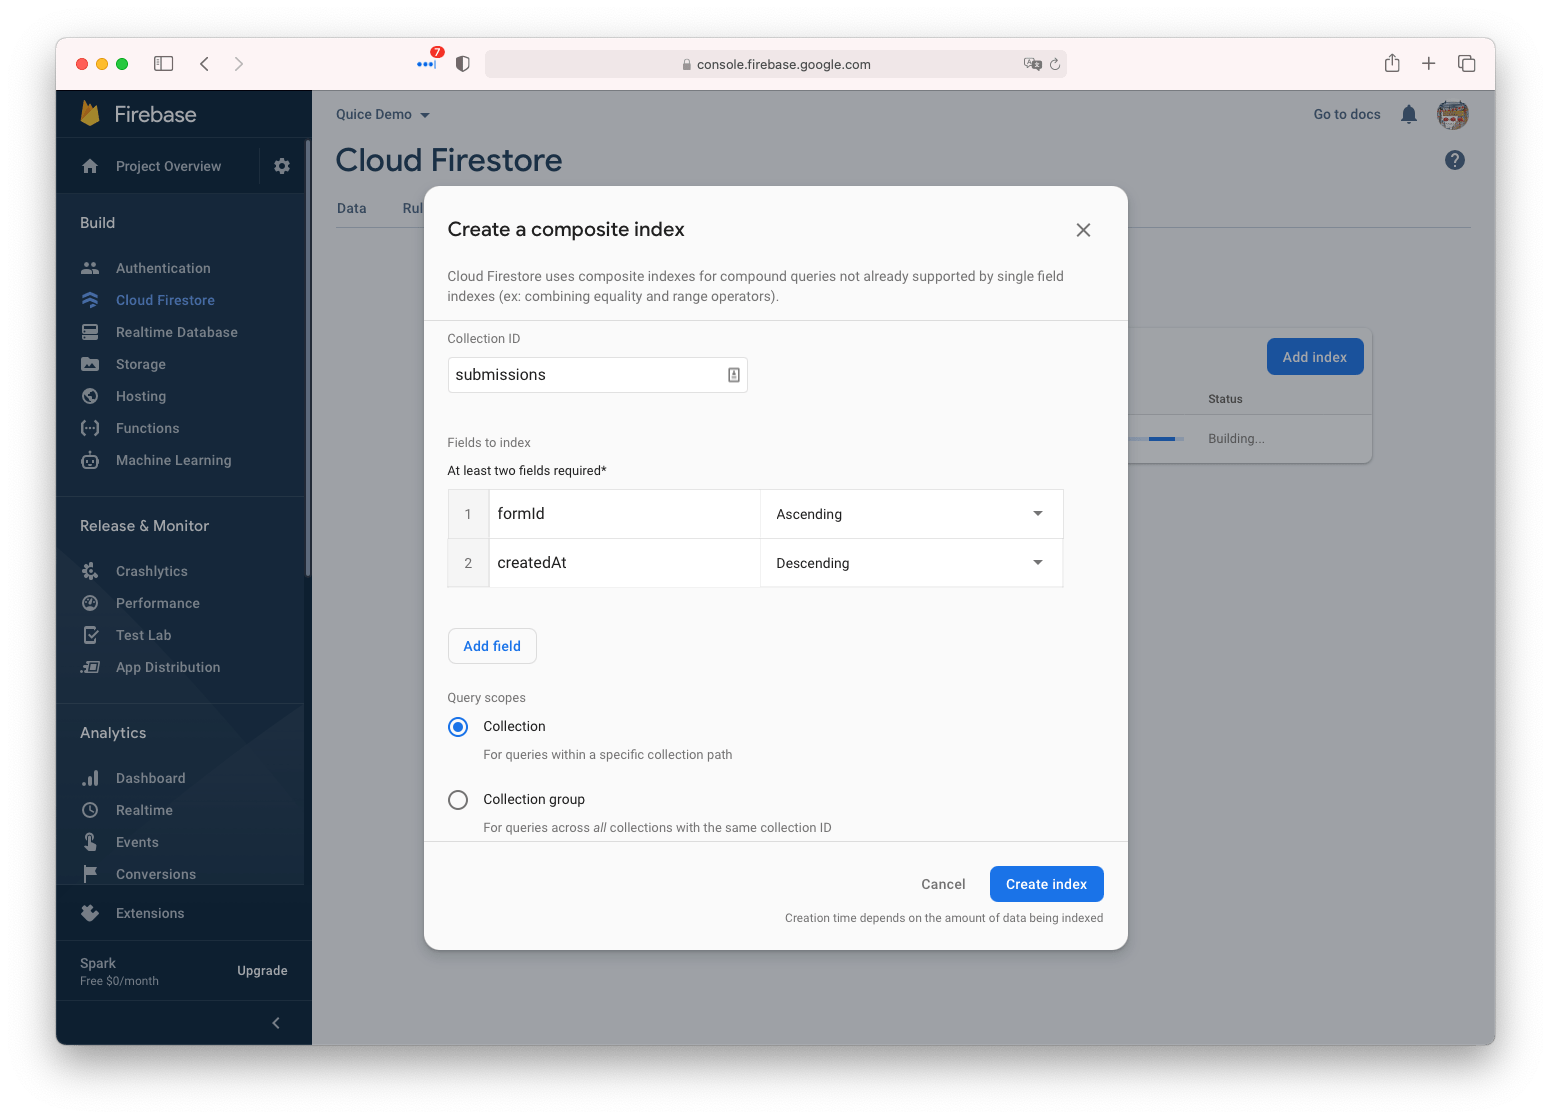 7
console.firebase.google.com
Firebase
Project Overview
Build
Authentication
Cloud Firestore
Realtime Database
Storage
Hosting
Functions
Machine Learning
Release & Monitor
Crashlytics
Performance
Test Lab
App Distribution
Analytics
Dashboard
Realtime
Events
Conversions
Extensions
Spark
Free $0/month
Upgrade
Quice Demo
Go to docs
Cloud Firestore
?
Data
Rul
Add index
Status
Building...
Create a composite index
Cloud Firestore uses composite indexes for compound queries not already supported by single field
indexes (ex: combining equality and range operators).
Collection ID
submissions
Fields to index
At least two fields required*
1 formId Ascending
2 createdAt Descending
Add field
Query scopes
Collection
For queries within a specific collection path
Collection group
For queries across all collections with the same collection ID
Cancel
Create index
Creation time depends on the amount of data being indexed